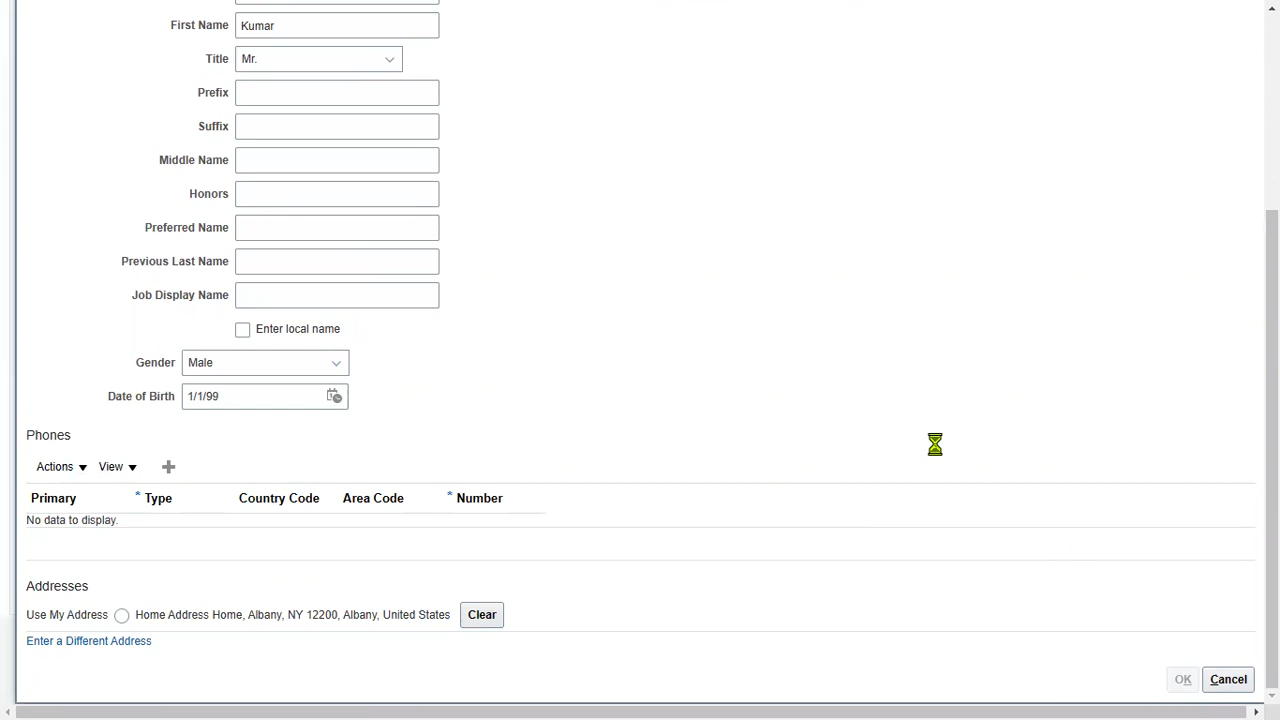 First Name Kumar
Title Mr.
Prefix
Suffix
Middle Name
Honors
Preferred Name
Previous Last Name
Job Display Name
Enter local name
Gender Male
Date of Birth 1/1/99
Phones
Actions View
Primary * Type Country Code Area Code * Number
No data to display.
Addresses
Use My Address Home Address Home, Albany, NY 12200, Albany, United States Clear
Enter a Different Address
OK Cancel